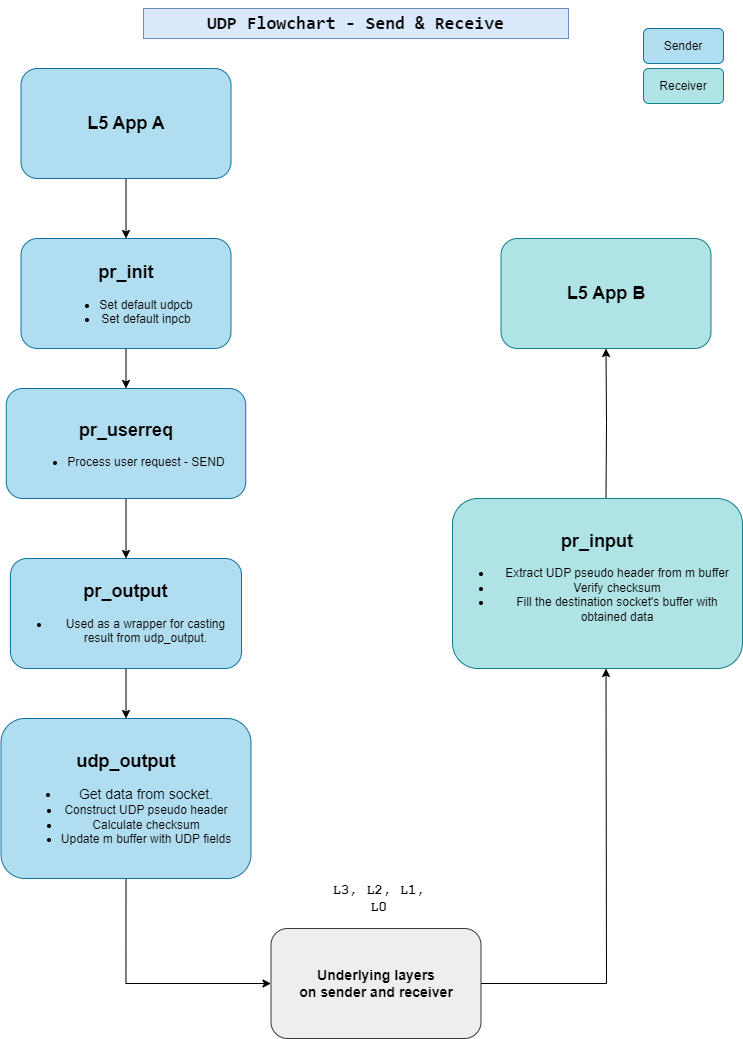 UDP Flowchart - Send & Receive
Sender
Receiver
L5 App A
pr_init
Set default udpcb
Set default inpcb
pr_userreq
Process user request - SEND
pr_output
Used as a wrapper for casting
result from udp_output.
udp_output
Get data from socket.
Construct UDP pseudo header
Calculate checksum
Update m buffer with UDP fields
L3, L2, L1,
L0
Underlying layers
on sender and receiver
pr_input
Extract UDP pseudo header from m buffer
Verify checksum
Fill the destination socket's buffer with
obtained data
L5 App B